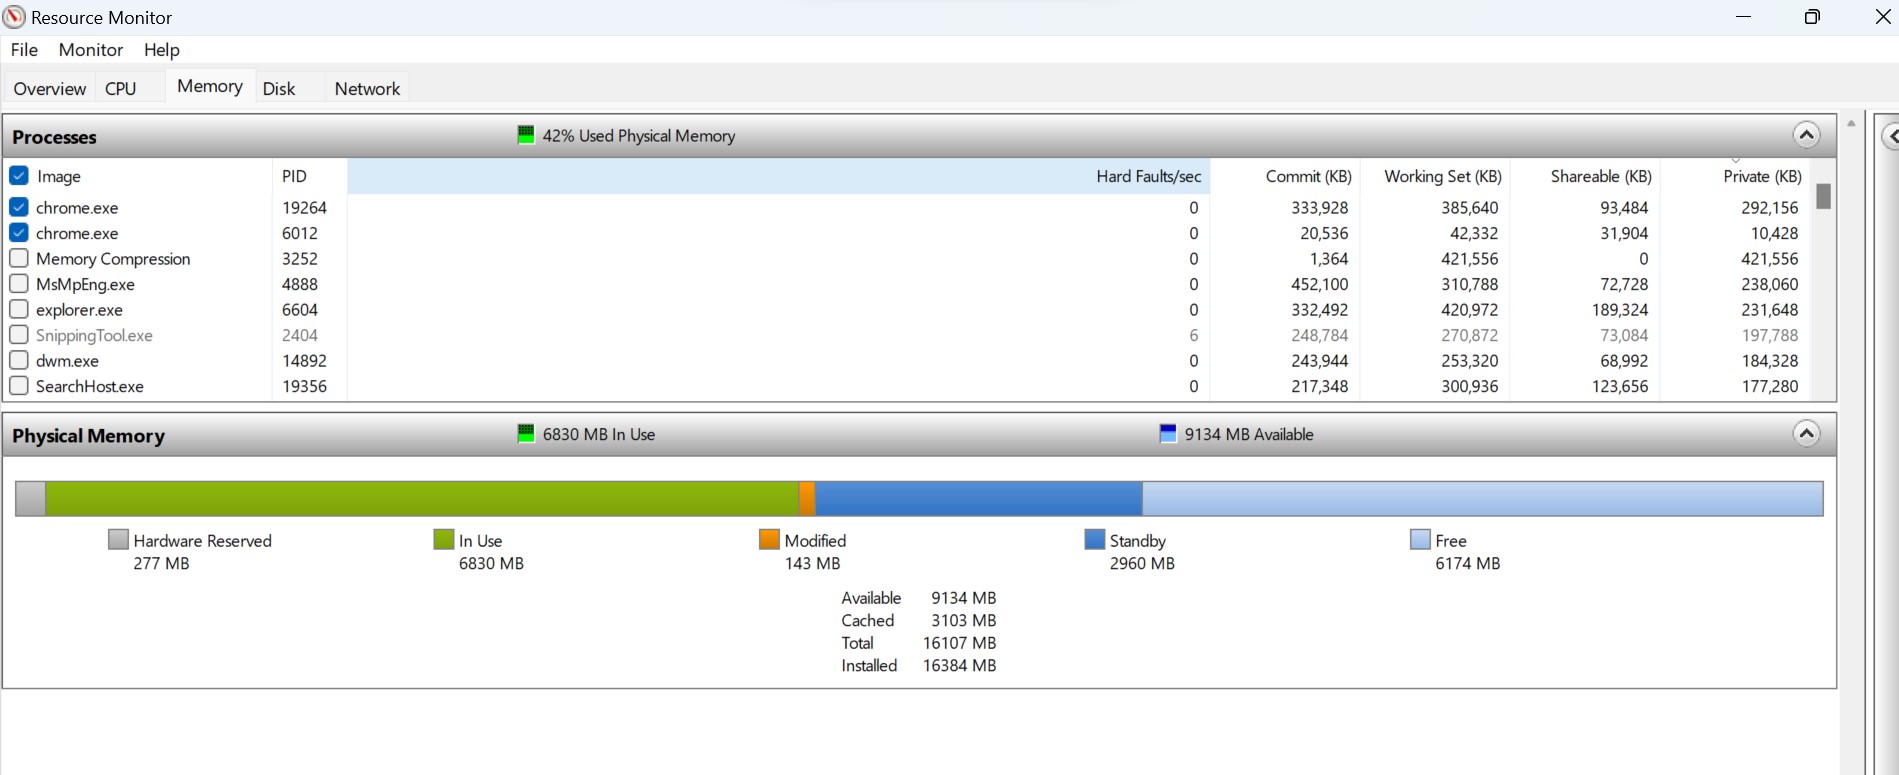 Resource Monitor
File Monitor Help
Overview CPU Memory Disk Network
Processes 42% Used Physical Memory
Image PID Hard Faults/sec Commit (KB) Working Set (KB) Shareable (KB) Private (KB)
chrome.exe 19264 0 333,928 385,640 93,484 292,156
chrome.exe 6012 0 20,536 42,332 31,904 10,428
Memory Compression 3252 0 1,364 421,556 0 421,556
MsMpEng.exe 4888 0 452,100 310,788 72,728 238,060
explorer.exe 6604 0 332,492 420,972 189,324 231,648
SnippingTool.exe 2404 6 248,784 270,872 73,084 197,788
dwm.exe 14892 0 243,944 253,320 68,992 184,328
SearchHost.exe 19356 0 217,348 300,936 123,656 177,280
Physical Memory 6830 MB In Use 9134 MB Available
Hardware Reserved In Use Modified Standby Free
277 MB 6830 MB 143 MB 2960 MB 6174 MB
Available 9134 MB
Cached 3103 MB
Total 16107 MB
Installed 16384 MB